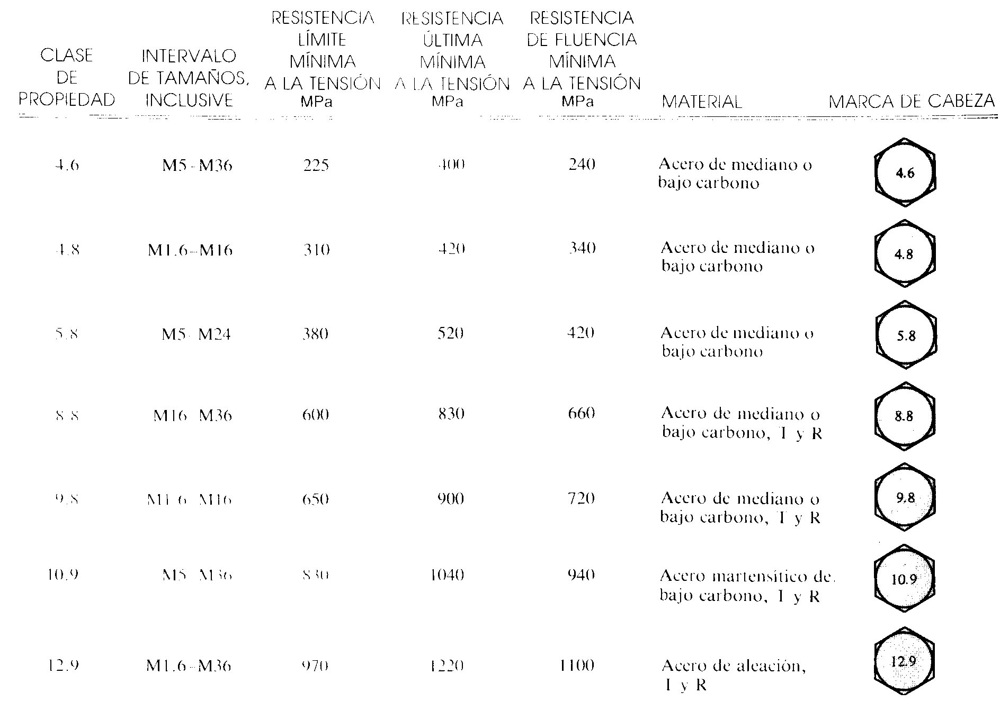 CLASE DE PROPIEDAD
INTERVALO DE TAMAÑOS, INCLUSIVE
RESISTENCIA LÍMITE MÍNIMA A LA TENSIÓN MPa
RESISTENCIA ÚLTIMA MÍNIMA A LA TENSIÓN MPa
RESISTENCIA DE FLUENCIA MÍNIMA A LA TENSIÓN MPa
MATERIAL
MARCA DE CABEZA
4.6 M5-M36 225 400 240 Acero de mediano o 4.6
bajo carbono
4.8 M1.6-M16 310 420 340 Acero de mediano o 4.8
bajo carbono
5.8 M5-M24 380 520 420 Acero de mediano o 5.8
bajo carbono
8.8 M16-M36 600 830 660 Acero de mediano o 8.8
bajo carbono, T y R
9.8 M1.6-M16 650 900 720 Acero de mediano o 9.8
bajo carbono, T y R
10.9 M5-M36 830 1040 940 Acero martensítico de 10.9
bajo carbono, T y R
12.9 M1.6-M36 970 1220 1100 Acero de aleación, 12.9
T y R